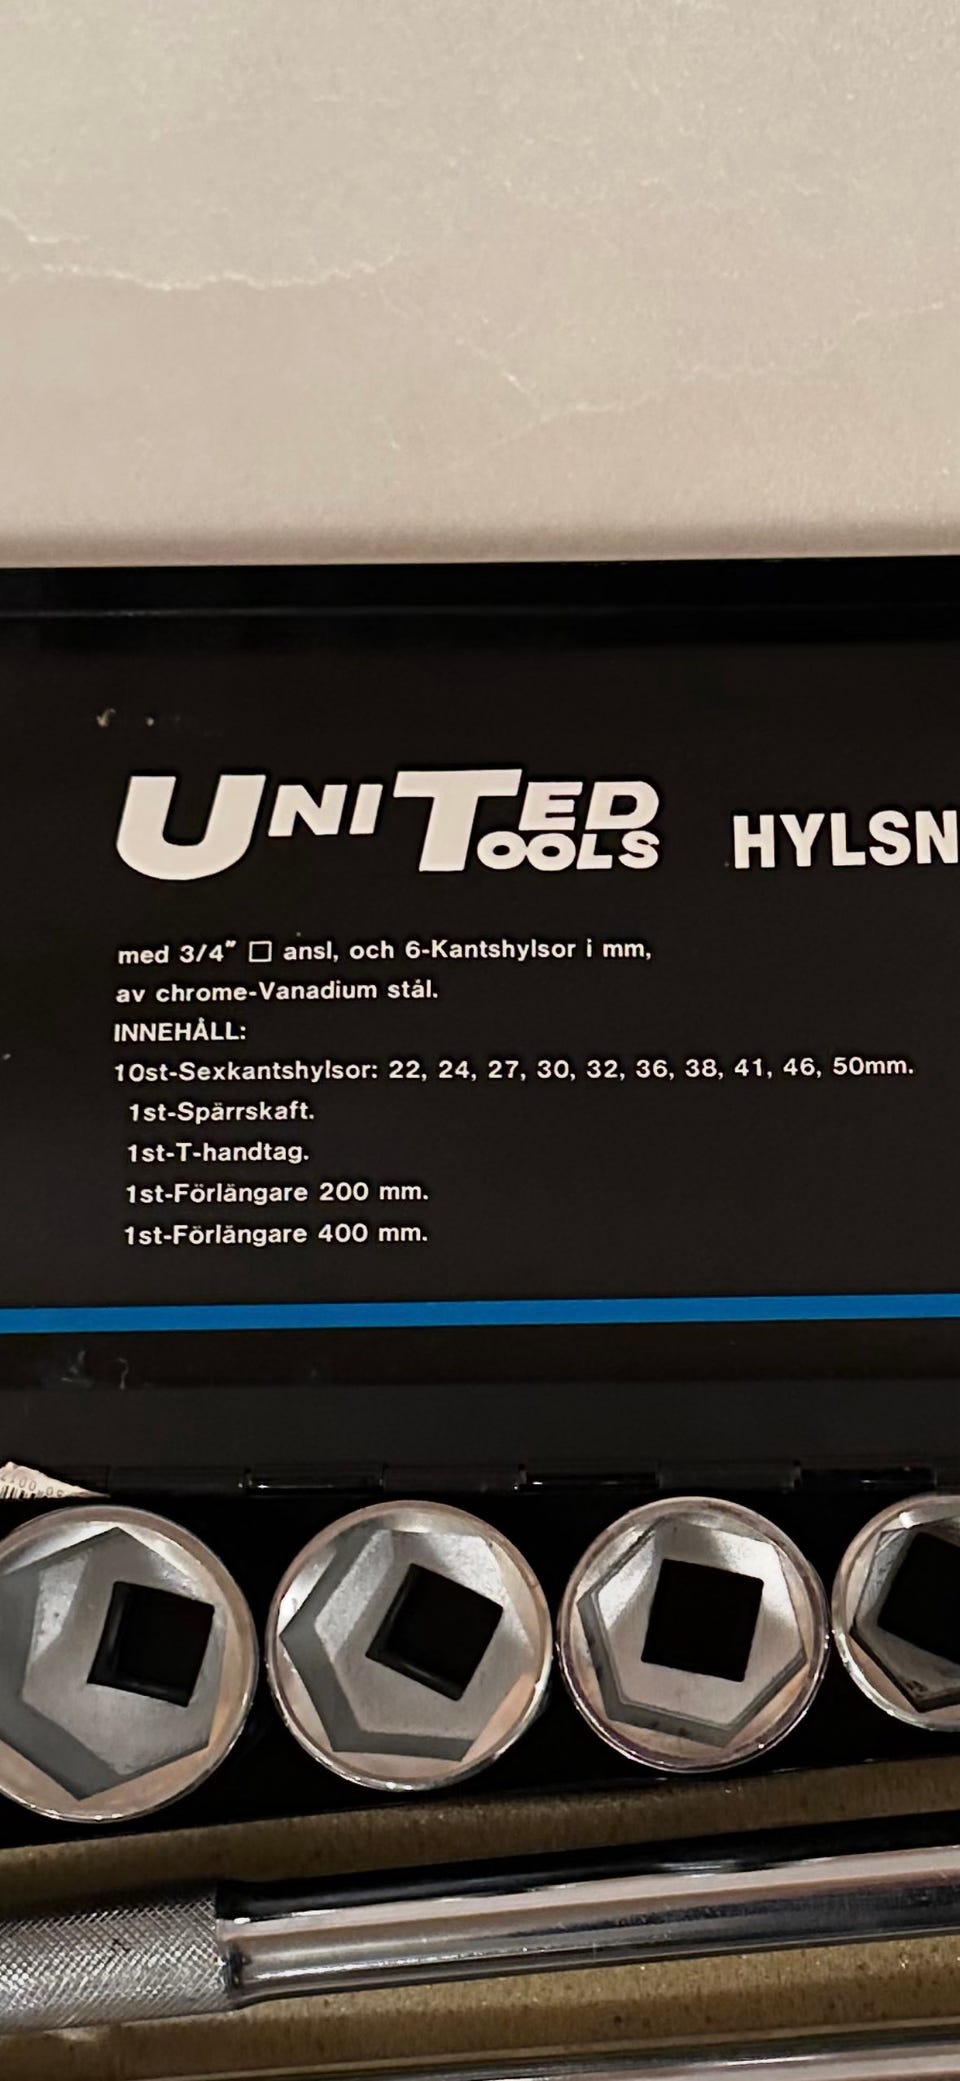 UNITED TOOLS HYLSN
med 3/4" □ ansl, och 6-Kantshylsor i mm,
av chrome-Vanadium stål.
INNEHÅLL:
10st-Sexkantshylsor: 22, 24, 27, 30, 32, 36, 38, 41, 46, 50mm.
1st-Spärrskaft.
1st-T-handtag.
1st-Förlängare 200 mm.
1st-Förlängare 400 mm.